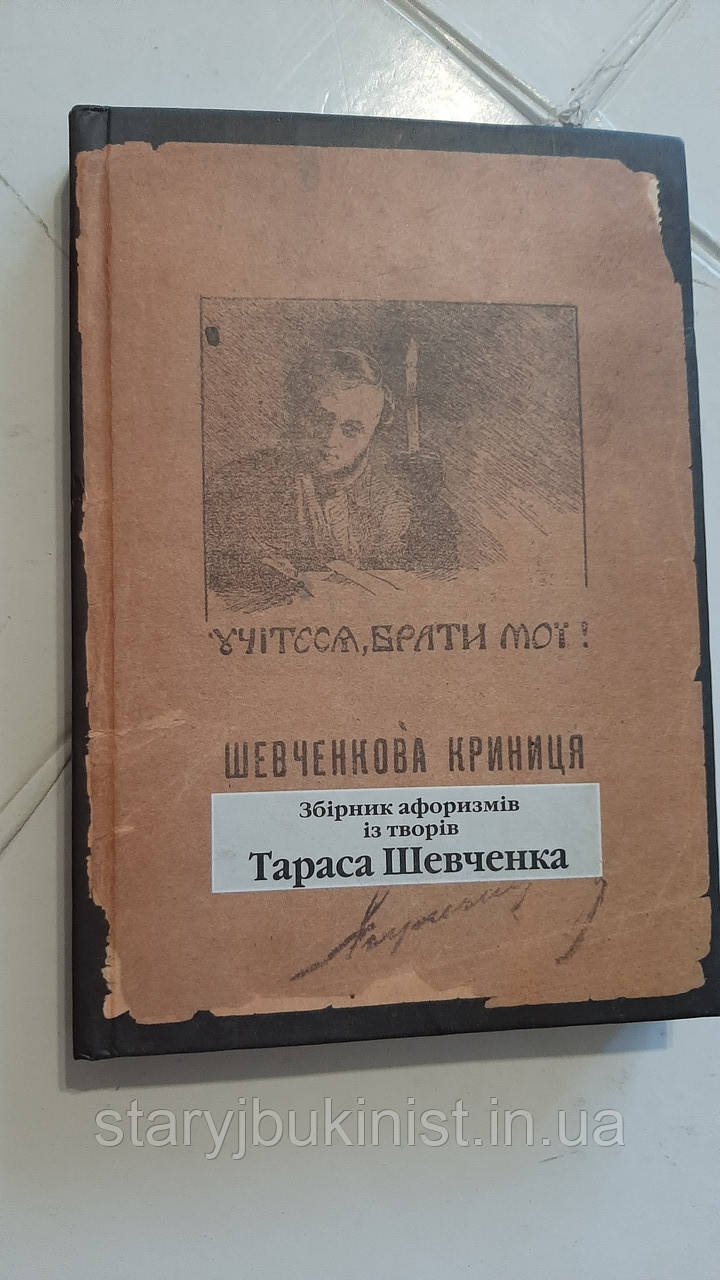 УЧІТЕСЯ, БРАТИ МОЇ!
ШЕВЧЕНКОВА КРИНИЦЯ
Збірник афоризмів
із творів
Тараса Шевченка
staryjbukinist.in.ua